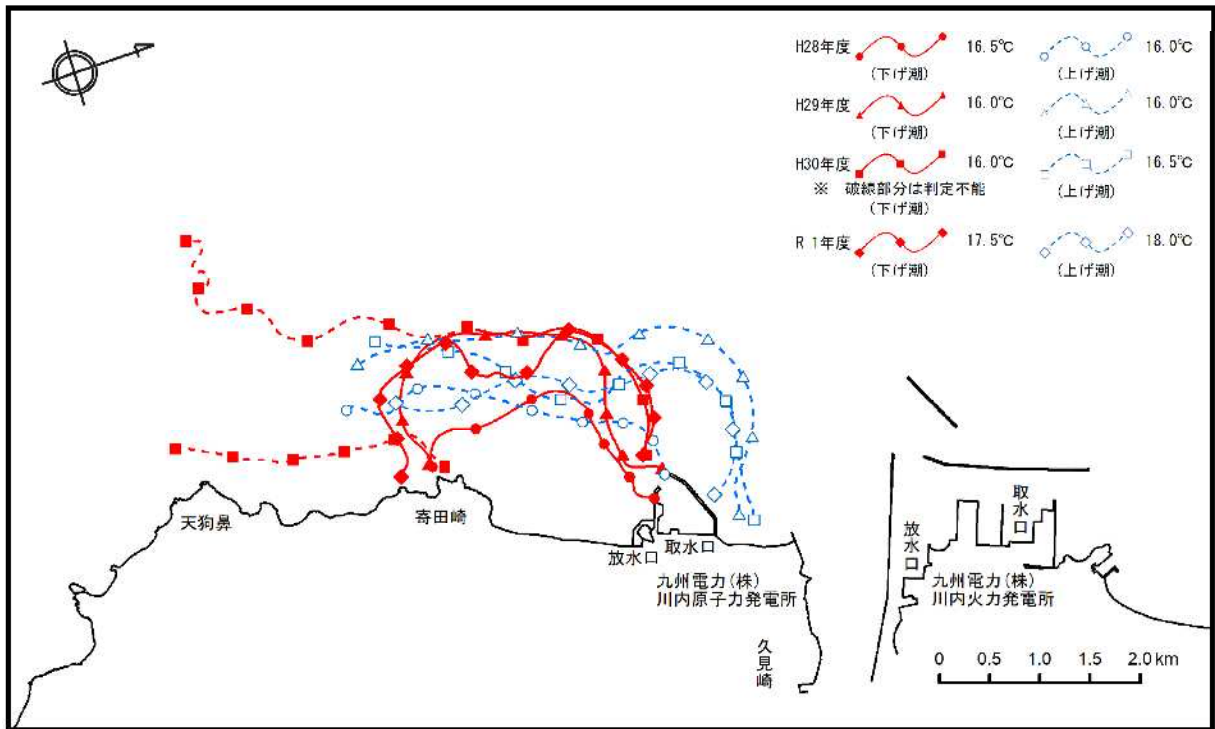 H28年度 16.5℃ 16.0℃
(下げ潮) (上げ潮)
H29年度 16.0℃ 16.0℃
(下げ潮) (上げ潮)
H30年度 16.0℃ 16.5℃
※ 破線部分は判定不能
(下げ潮) (上げ潮)
R 1年度 17.5℃ 18.0℃
(下げ潮) (上げ潮)
天狗鼻
寄田崎
放水口
取水口
九州電力(株)
川内原子力発電所
久見崎
放水口
取水口
九州電力(株)
川内火力発電所
0 0.5 1.0 1.5 2.0 km